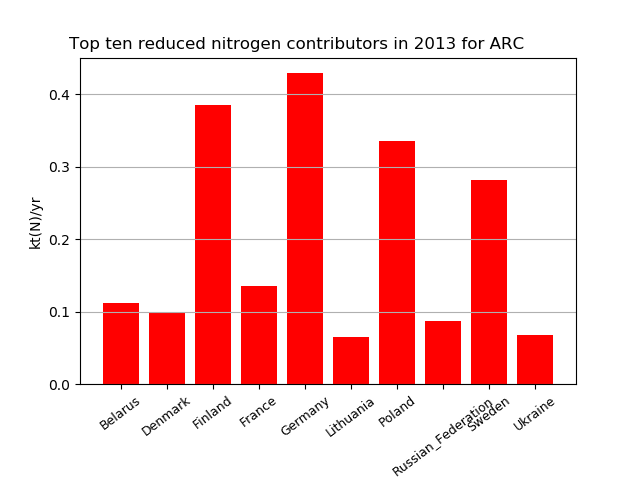 Top ten reduced nitrogen contributors in 2013 for ARC
kt(N)/yr
0.4
0.3
0.2
0.1
0.0
Belarus
Denmark
Finland
France
Germany
Lithuania
Poland
Russian_Federation
Sweden
Ukraine